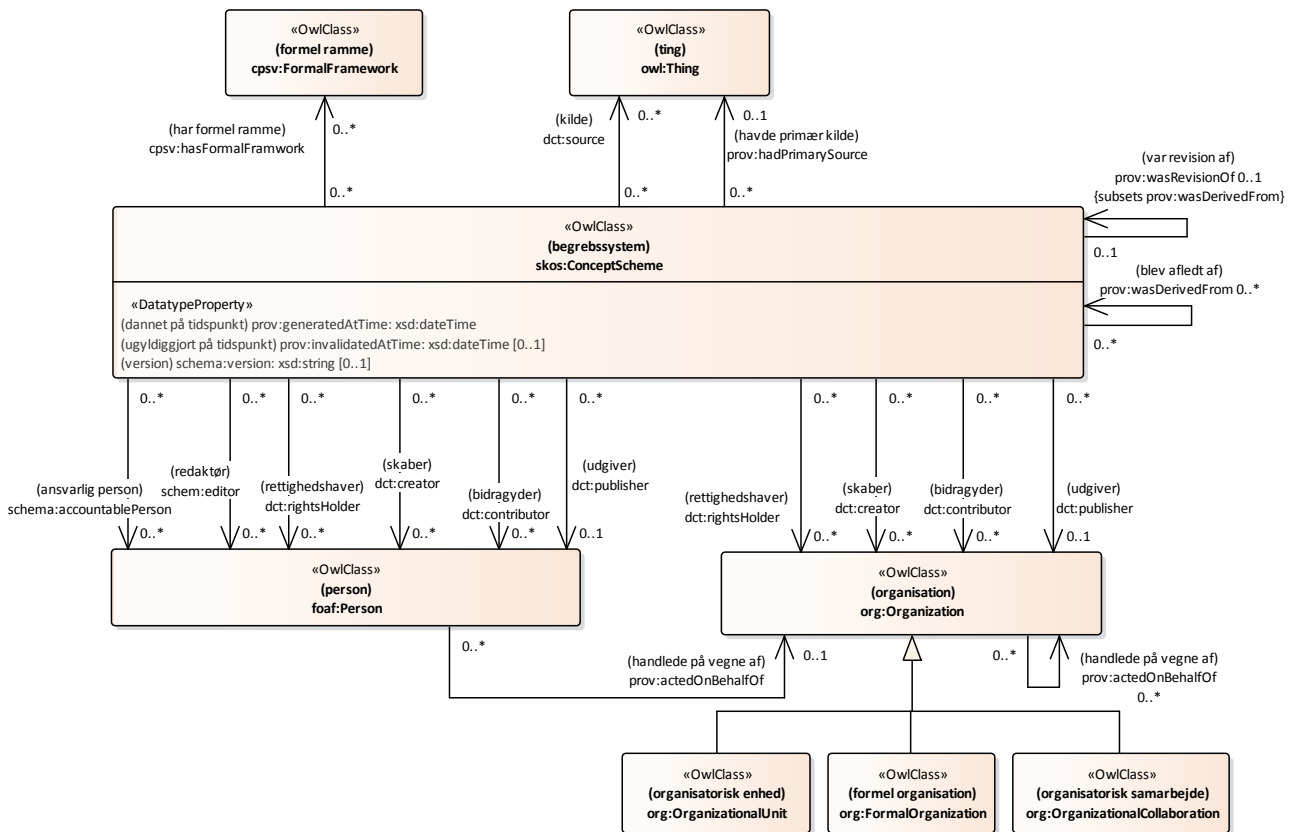 «OwlClass»
(formel ramme)
cpsv:FormalFramework
«OwlClass»
(ting)
owl:Thing
(har formel ramme)
cpsv:hasFormalFramwork
0..*
0..*
(kilde)
dct:source
0..*
0..*
0..1
(havde primær kilde)
prov:hadPrimarySource
0..*
(var revision af)
prov:wasRevisionOf 0..1
{subsets prov:wasDerivedFrom}
0..1
(blev afledt af)
prov:wasDerivedFrom 0..*
0..*
«OwlClass»
(begrebssystem)
skos:ConceptScheme
«DatatypeProperty»
(dannet på tidspunkt) prov:generatedAtTime: xsd:dateTime
(ugyldiggjort på tidspunkt) prov:invalidatedAtTime: xsd:dateTime [0..1]
(version) schema:version: xsd:string [0..1]
0..*
0..*
0..*
0..*
0..*
0..*
0..*
0..*
0..*
0..*
(ansvarlig person)
schema:accountablePerson
(redaktør)
schem:editor
(rettighedshaver)
dct:rightsHolder
(skaber)
dct:creator
(bidragyder)
dct:contributor
(udgiver)
dct:publisher
(rettighedshaver)
dct:rightsHolder
(skaber)
dct:creator
(bidragyder)
dct:contributor
(udgiver)
dct:publisher
0..*
0..*
0..*
0..*
0..*
0..1
0..*
0..*
0..*
0..1
«OwlClass»
(person)
foaf:Person
«OwlClass»
(organisation)
org:Organization
0..*
(handlede på vegne af)
prov:actedOnBehalfOf
0..1
0..*
(handlede på vegne af)
prov:actedOnBehalfOf
0..*
«OwlClass»
(organisatorisk enhed)
org:OrganizationalUnit
«OwlClass»
(formel organisation)
org:FormalOrganization
«OwlClass»
(organisatorisk samarbejde)
org:OrganizationalCollaboration